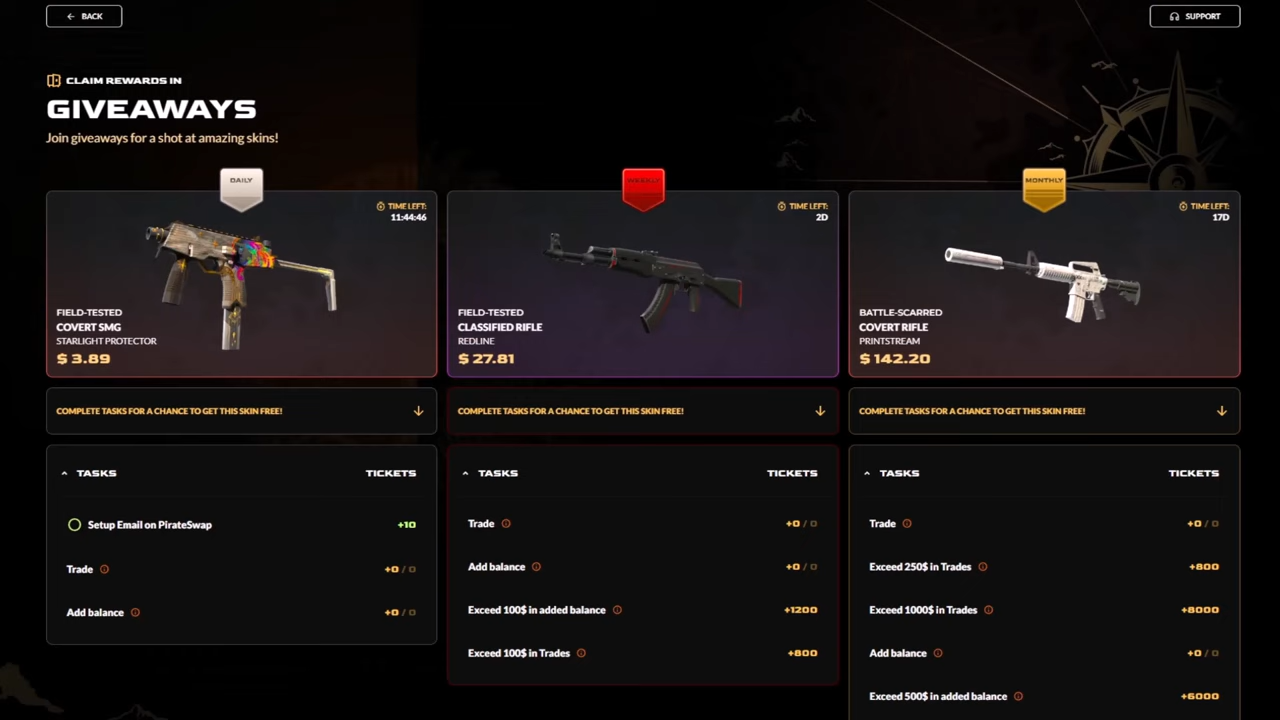 BACK
SUPPORT
CLAIM REWARDS IN
GIVEAWAYS
Join giveaways for a shot at amazing skins!
DAILY
TIME LEFT:
11:44:46
FIELD-TESTED
COVERT SMG
STARLIGHT PROTECTOR
$ 3.89
WEEKLY
TIME LEFT:
2D
FIELD-TESTED
CLASSIFIED RIFLE
REDLINE
$ 27.81
MONTHLY
TIME LEFT:
17D
BATTLE-SCARRED
COVERT RIFLE
PRINTSTREAM
$ 142.20
COMPLETE TASKS FOR A CHANCE TO GET THIS SKIN FREE!
COMPLETE TASKS FOR A CHANCE TO GET THIS SKIN FREE!
COMPLETE TASKS FOR A CHANCE TO GET THIS SKIN FREE!
TASKS TICKETS
Setup Email on PirateSwap +10
Trade +0 / 0
Add balance +0 / 0
TASKS TICKETS
Trade +0 / 0
Add balance +0 / 0
Exceed 100$ in added balance +1200
Exceed 100$ in Trades +800
TASKS TICKETS
Trade +0 / 0
Exceed 250$ in Trades +800
Exceed 1000$ in Trades +8000
Add balance +0 / 0
Exceed 500$ in added balance +6000